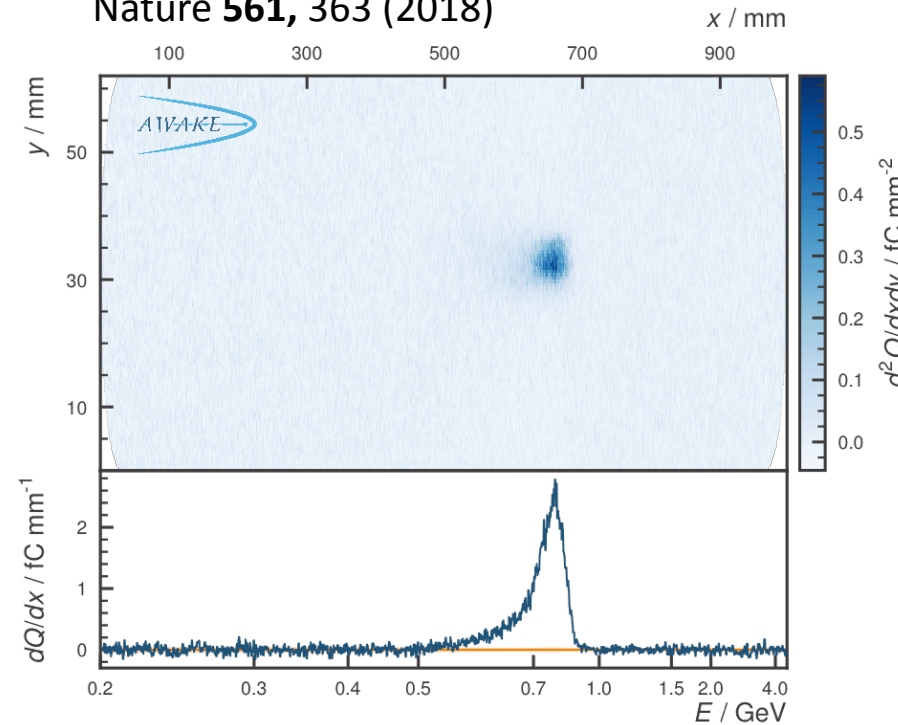 Nature 561, 363 (2018)
x / mm
100 300 500 700 900
AWAKE
y / mm
50
30
10
0.5
0.4
0.3
0.2
0.1
0.0
d²Q/dxdy / fC mm⁻²
dQ/dx / fC mm⁻¹
2
1
0
0.2 0.3 0.4 0.5 0.7 1.0 1.5 2.0 4.0
E / GeV